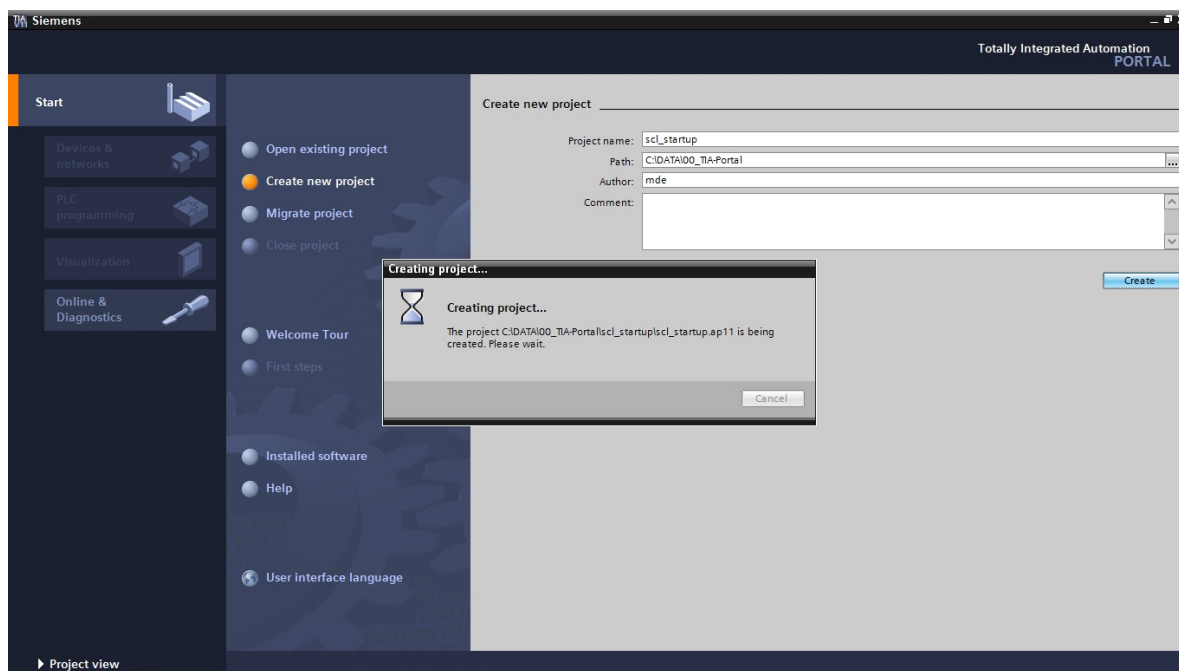 Siemens
Totally Integrated Automation
PORTAL
Start
Devices &
networks
PLC
programming
Visualization
Online &
Diagnostics
Open existing project
Create new project
Migrate project
Close project
Welcome Tour
First steps
Installed software
Help
User interface language
Create new project
Project name: scl_startup
Path: C:\DATA\00_TIA-Portal
...
Author: mde
Comment:
Create
Creating project...
Creating project...
The project C:\DATA\00_TIA-Portal\scl_startup\scl_startup.ap11 is being
created. Please wait.
Cancel
Project view